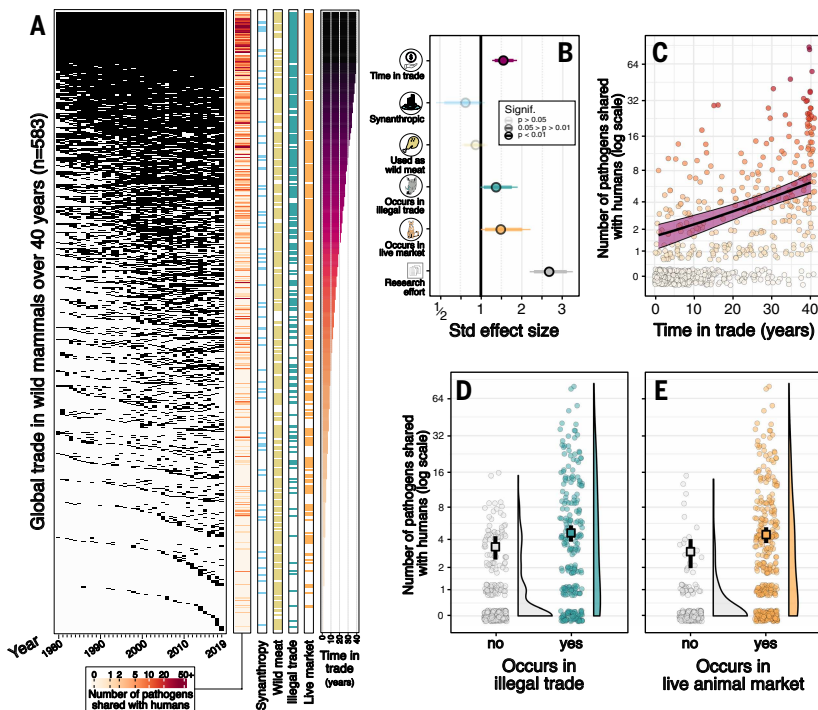 A
Global trade in wild mammals over 40 years (n=583)
Year
1980
1990
2000
2010
2019
0 1 2 5 10 20 50+
Number of pathogens
shared with humans
Synanthropy
Wild meat
Illegal trade
Live market
0 10 20 30 40
Time in
trade
(years)
B
Time in trade
Synanthropic
Used as
wild meat
Occurs in
illegal trade
Occurs in
live market
Research
effort
Signif.
p > 0.05
0.05 > p > 0.01
p < 0.01
½ 1 2 3
Std effect size
C
Number of pathogens shared
with humans (log scale)
64
32
16
8
4
2
1
0
0 10 20 30 40
Time in trade (years)
D
Number of pathogens shared
with humans (log scale)
64
32
16
8
4
2
1
0
no yes
Occurs in
illegal trade
E
64
32
16
8
4
2
1
0
no yes
Occurs in
live animal market